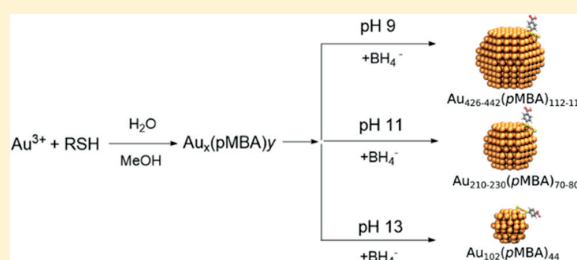 pH 9
+BH₄⁻
Au₄₂₆₋₄₄₂(pMBA)₁₁₂₋₁₁
Au³⁺ + RSH
H₂O
MeOH
Auₓ(pMBA)y
pH 11
+BH₄⁻
Au₂₁₀₋₂₃₀(pMBA)₇₀₋₈₀
pH 13
+BH₄⁻
Au₁₀₂(pMBA)₄₄